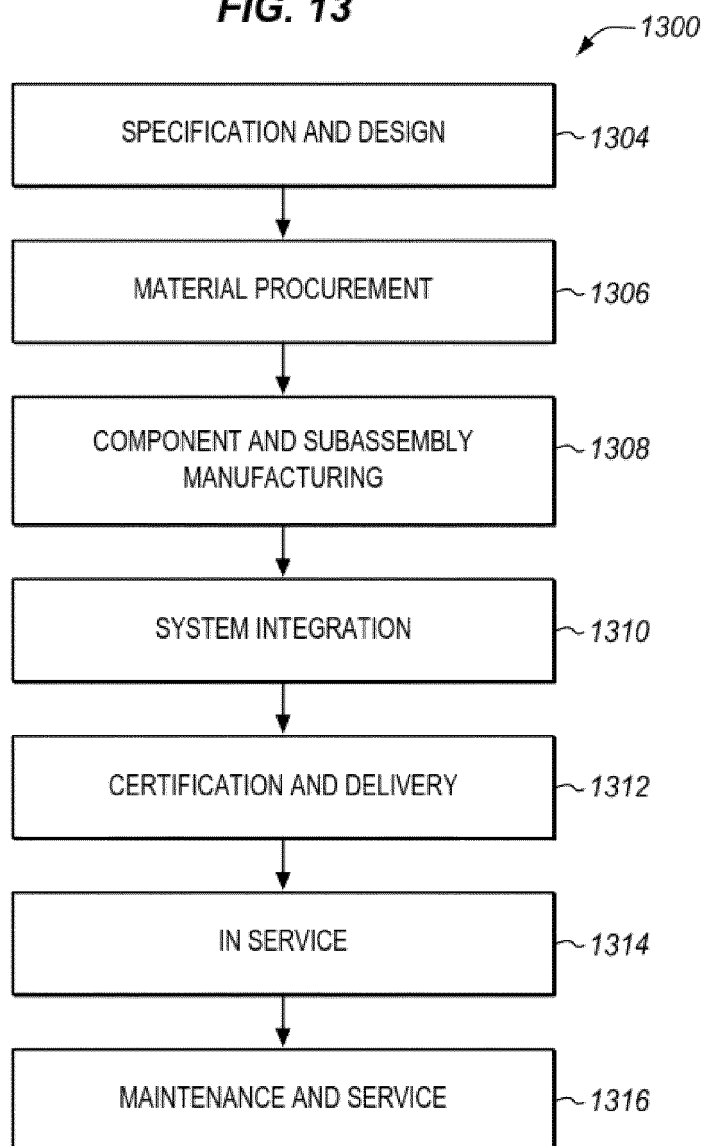 FIG. 13
1300
SPECIFICATION AND DESIGN
1304
MATERIAL PROCUREMENT
1306
COMPONENT AND SUBASSEMBLY
MANUFACTURING
1308
SYSTEM INTEGRATION
1310
CERTIFICATION AND DELIVERY
1312
IN SERVICE
1314
MAINTENANCE AND SERVICE
1316